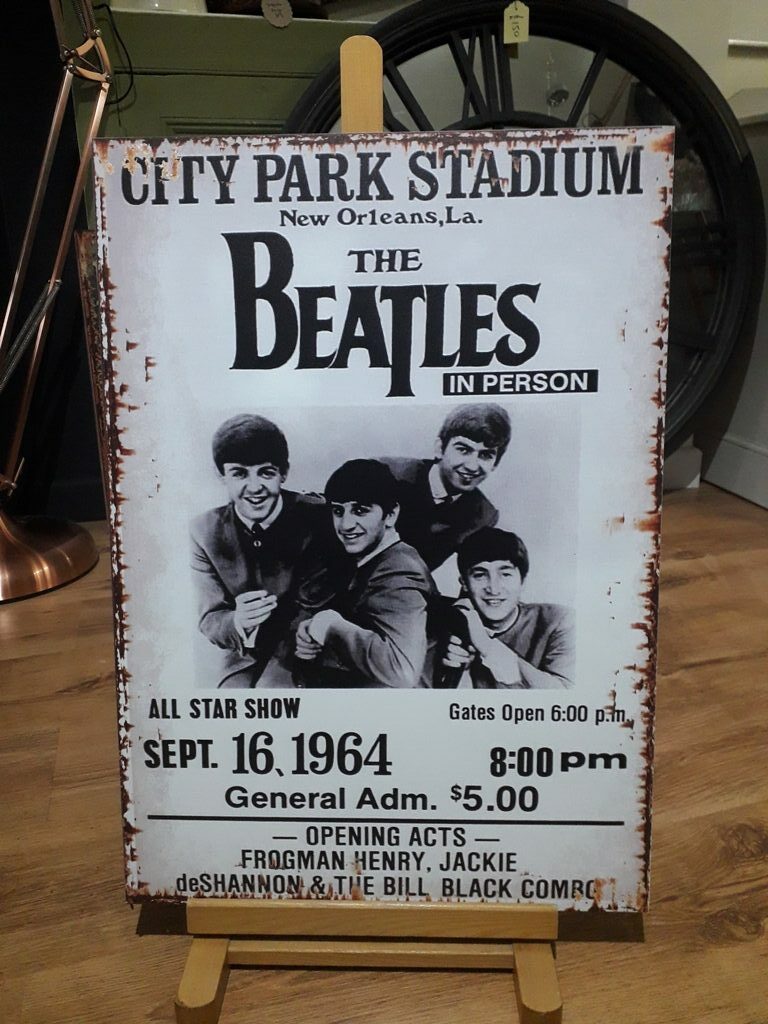 CITY PARK STADIUM
New Orleans,La.
THE
BEATLES
IN PERSON
ALL STAR SHOW
Gates Open 6:00 p.m.
SEPT. 16, 1964
8:00 pm
General Adm. $5.00
— OPENING ACTS —
FROGMAN HENRY, JACKIE
deSHANNON & THE BILL BLACK COMBO